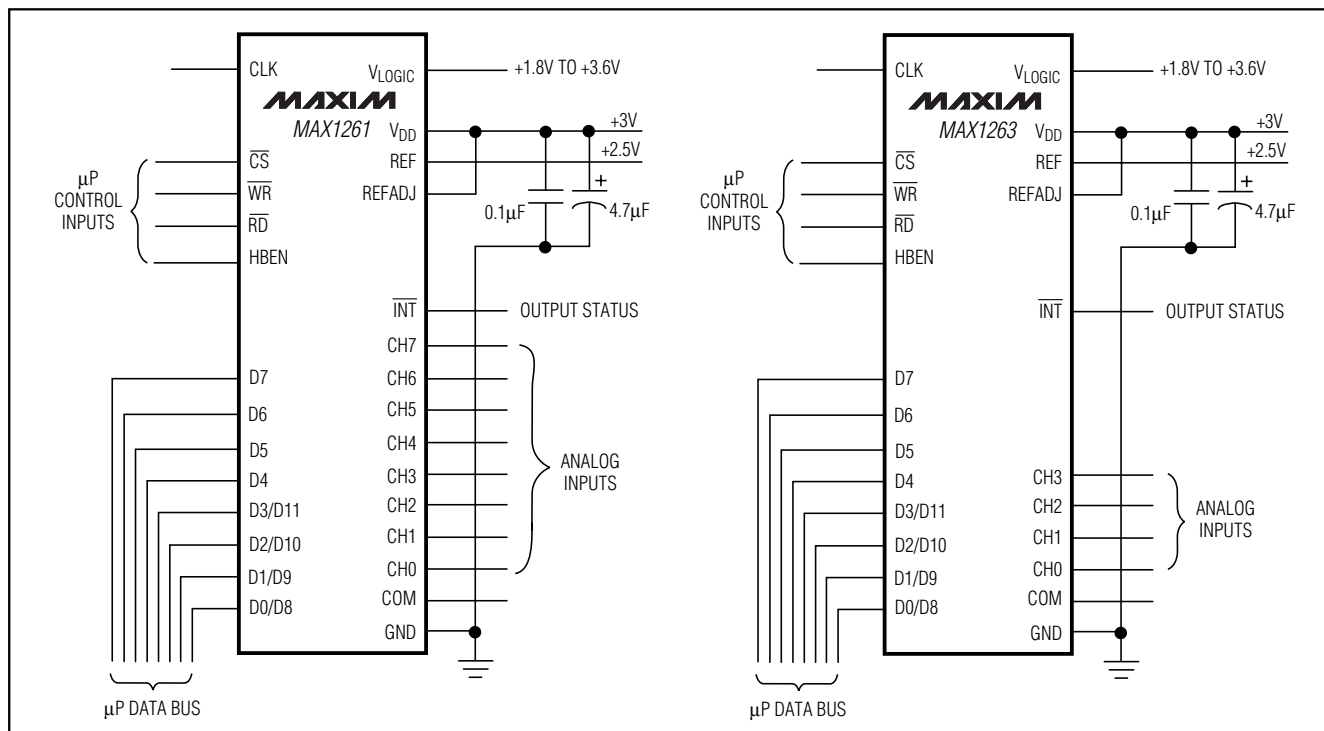 CLK
VLOGIC
+1.8V TO +3.6V
MAXIM
MAX1261
VDD
+3V
REF
+2.5V
REFADJ
0.1µF
+
4.7µF
µP
CONTROL
INPUTS
CS
WR
RD
HBEN
INT
OUTPUT STATUS
CH7
CH6
CH5
CH4
CH3
CH2
CH1
CH0
COM
GND
ANALOG
INPUTS
D7
D6
D5
D4
D3/D11
D2/D10
D1/D9
D0/D8
µP DATA BUS
CLK
VLOGIC
+1.8V TO +3.6V
MAXIM
MAX1263
VDD
+3V
REF
+2.5V
REFADJ
0.1µF
+
4.7µF
µP
CONTROL
INPUTS
CS
WR
RD
HBEN
INT
OUTPUT STATUS
D7
D6
D5
D4
D3/D11
D2/D10
D1/D9
D0/D8
CH3
CH2
CH1
CH0
COM
GND
ANALOG
INPUTS
µP DATA BUS